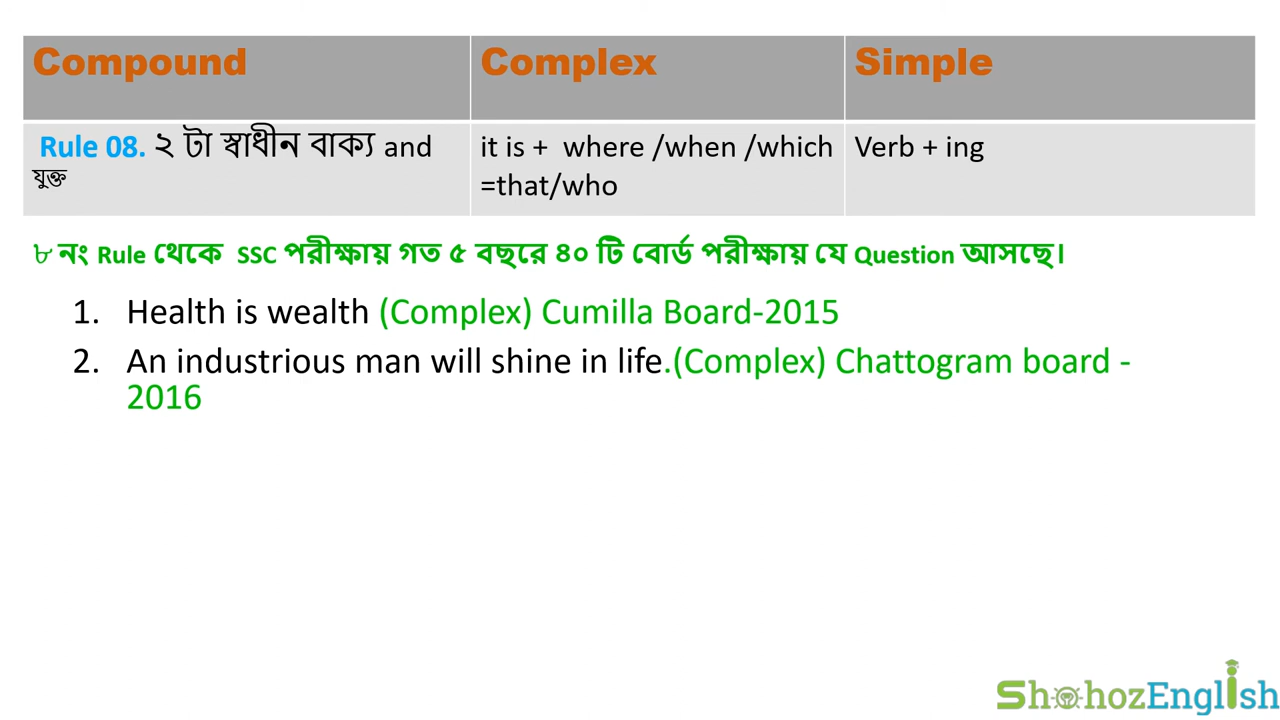 Compound Complex Simple
Rule 08. ২ টা স্বাধীন বাক্য and it is + where /when /which Verb + ing
যুক্ত =that/who
৮ নং Rule থেকে SSC পরীক্ষায় গত ৫ বছরে ৪০ টি বোর্ড পরীক্ষায় যে Question আসছে।
1. Health is wealth (Complex) Cumilla Board-2015
2. An industrious man will shine in life.(Complex) Chattogram board -
2016
ShohozEnglish